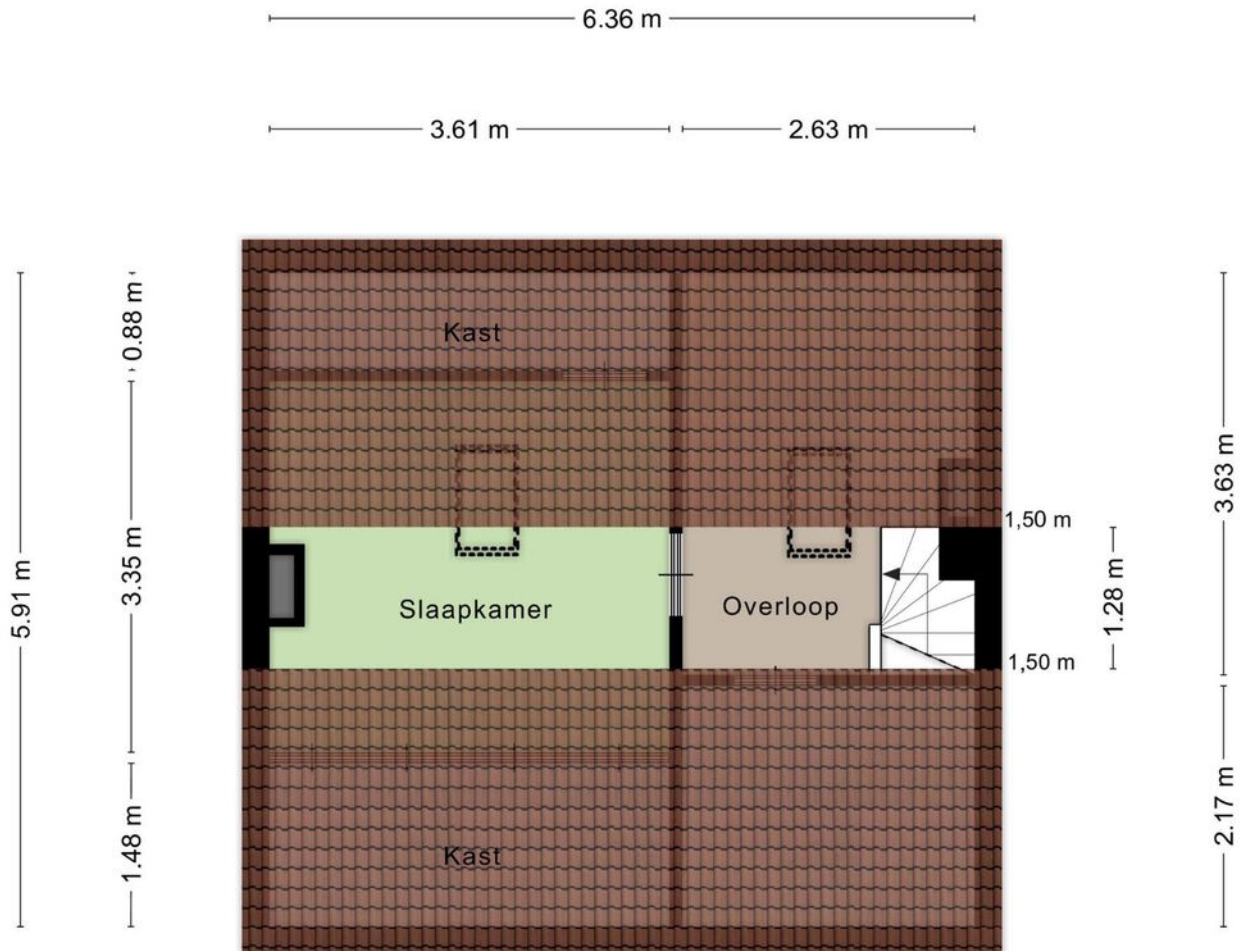 6.36 m
3.61 m
2.63 m
0.88 m
Kast
3.63 m
1,50 m
5.91 m
3.35 m
Slaapkamer
Overloop
1.28 m
1,50 m
1.48 m
Kast
2.17 m